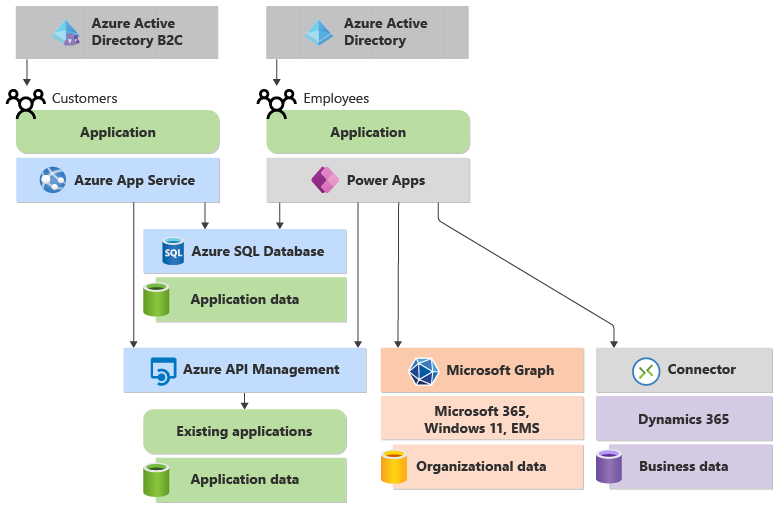 Azure Active
Directory B2C
Azure Active
Directory
Customers
Employees
Application
Application
Azure App Service
Power Apps
SQL
Azure SQL Database
Application data
Azure API Management
Microsoft Graph
Connector
Existing applications
Microsoft 365,
Windows 11, EMS
Dynamics 365
Application data
Organizational data
Business data